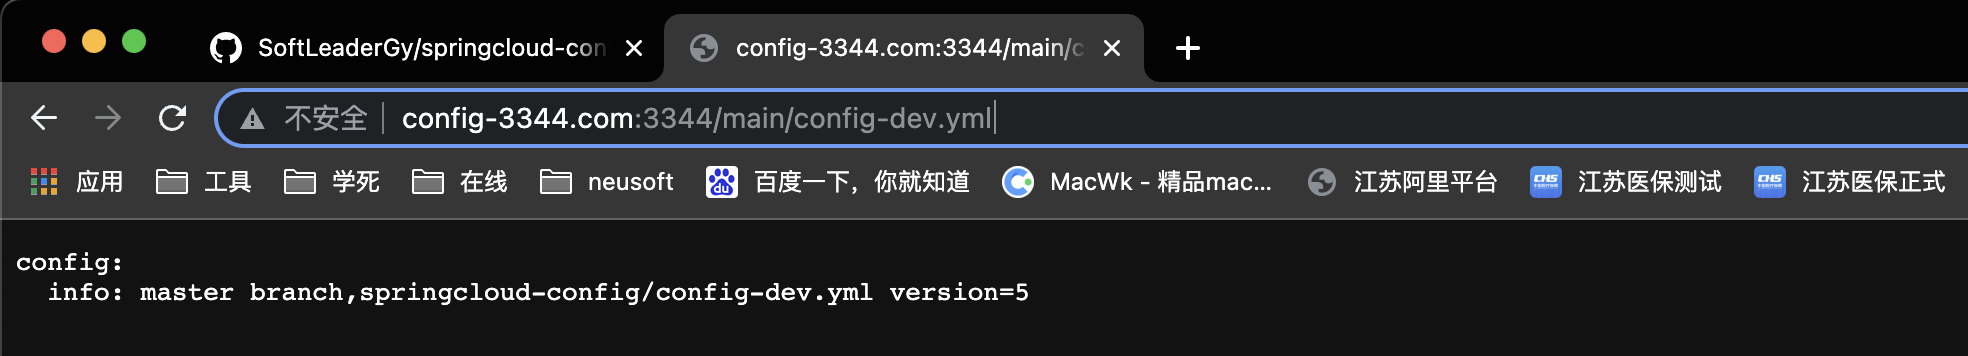 SoftLeaderGy/springcloud-con
config-3344.com:3344/main/c
不安全 config-3344.com:3344/main/config-dev.yml
应用 工具 学死 在线 neusoft du 百度一下，你就知道 MacWk - 精品mac... 江苏阿里平台 CHS 江苏医保测试 CHS 江苏医保正式
config:
info: master branch,springcloud-config/config-dev.yml version=5